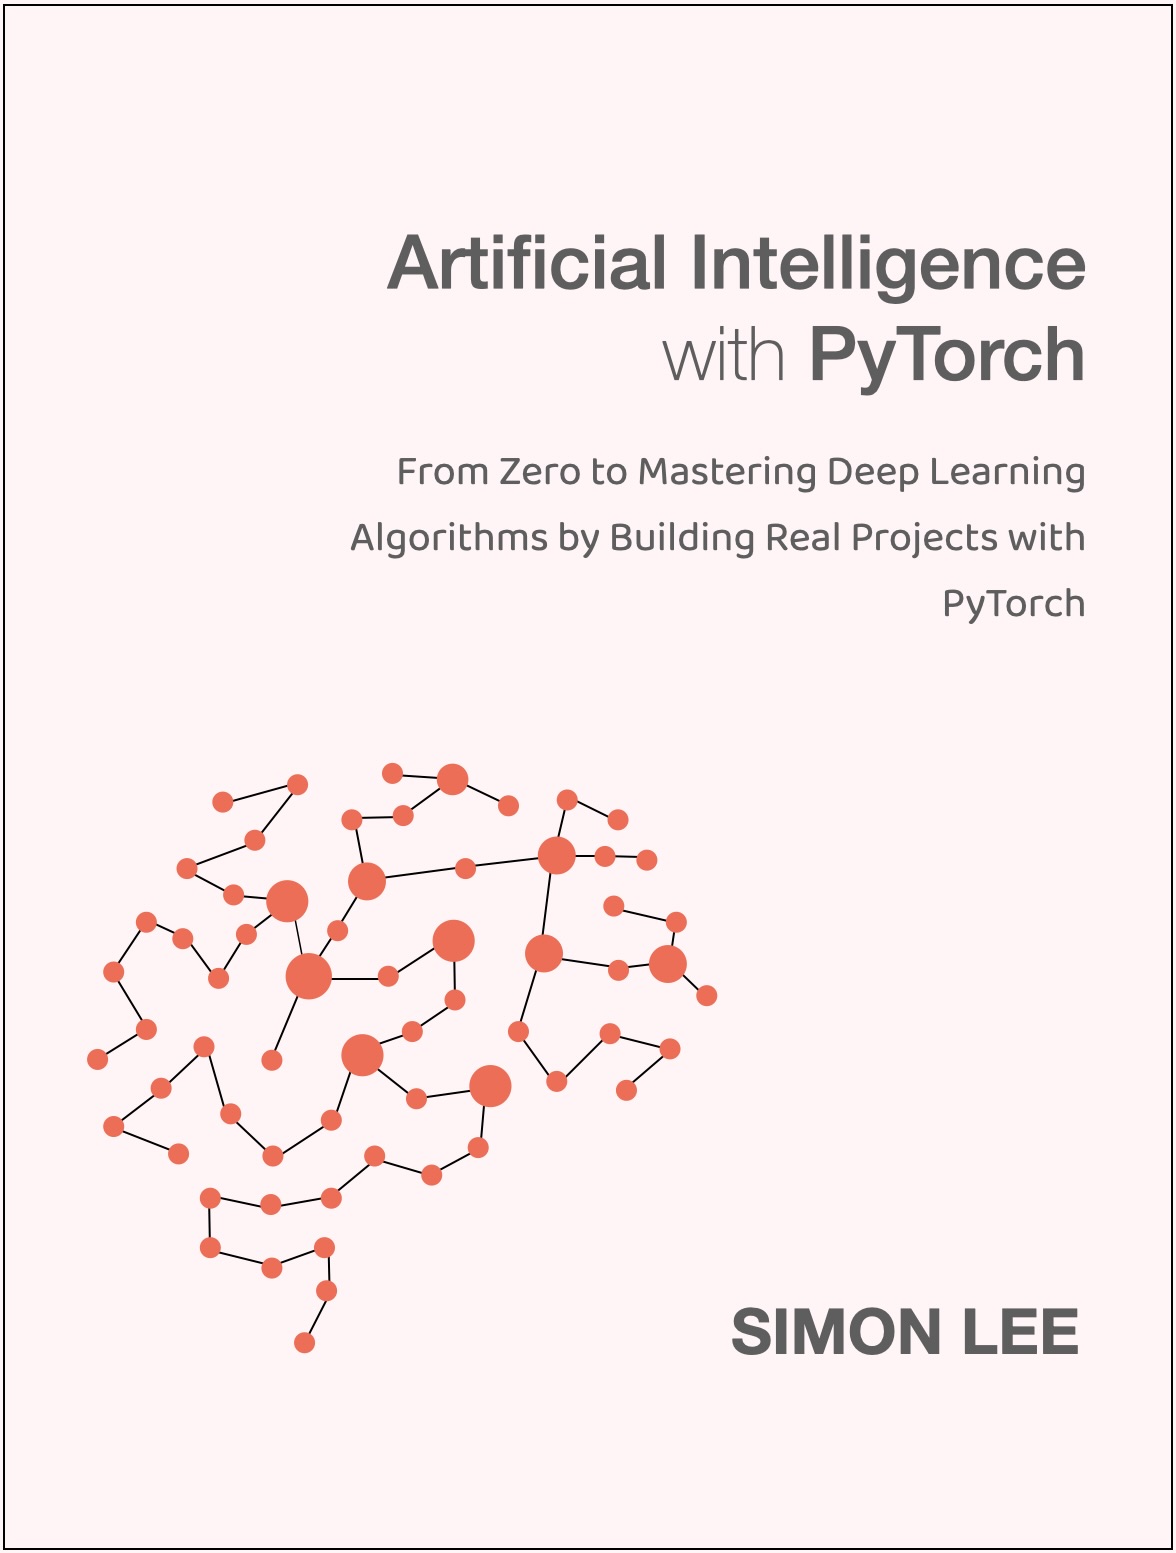 Artificial Intelligence
with PyTorch
From Zero to Mastering Deep Learning
Algorithms by Building Real Projects with
PyTorch
SIMON LEE